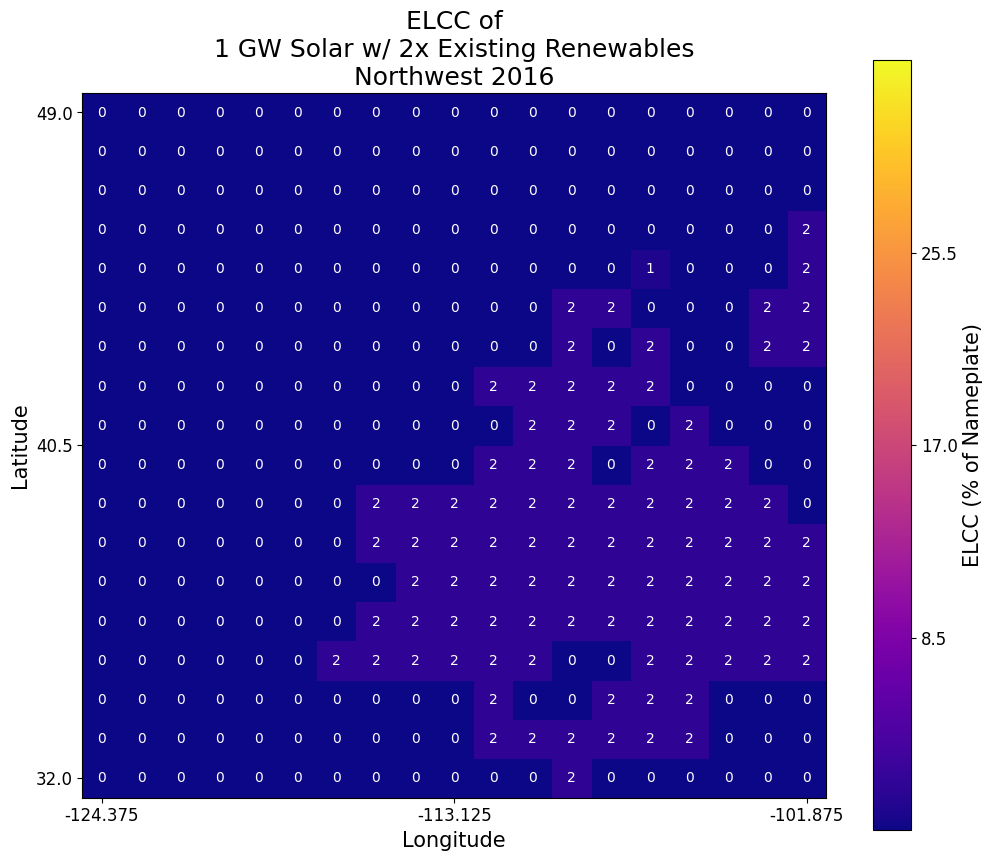 ELCC of
1 GW Solar w/ 2x Existing Renewables
Northwest 2016
49.0 0 0 0 0 0 0 0 0 0 0 0 0 0 0 0 0 0 0 0
0 0 0 0 0 0 0 0 0 0 0 0 0 0 0 0 0 0 0
0 0 0 0 0 0 0 0 0 0 0 0 0 0 0 0 0 0 0
0 0 0 0 0 0 0 0 0 0 0 0 0 0 0 0 0 0 2
0 0 0 0 0 0 0 0 0 0 0 0 0 0 1 0 0 0 2
0 0 0 0 0 0 0 0 0 0 0 0 2 2 0 0 0 2 2
0 0 0 0 0 0 0 0 0 0 0 0 2 0 2 0 0 2 2
0 0 0 0 0 0 0 0 0 0 2 2 2 2 2 0 0 0 0
40.5 0 0 0 0 0 0 0 0 0 0 0 2 2 2 0 2 0 0 0
0 0 0 0 0 0 0 0 0 0 2 2 2 0 2 2 2 0 0
0 0 0 0 0 0 0 2 2 2 2 2 2 2 2 2 2 2 0
0 0 0 0 0 0 0 2 2 2 2 2 2 2 2 2 2 2 2
0 0 0 0 0 0 0 0 2 2 2 2 2 2 2 2 2 2 2
0 0 0 0 0 0 0 2 2 2 2 2 2 2 2 2 2 2 2
0 0 0 0 0 0 2 2 2 2 2 2 0 0 2 2 2 2 2
0 0 0 0 0 0 0 0 0 0 2 0 0 2 2 2 0 0 0
0 0 0 0 0 0 0 0 0 0 2 2 2 2 2 2 0 0 0
32.0 0 0 0 0 0 0 0 0 0 0 0 0 2 0 0 0 0 0 0
-124.375 -113.125 -101.875
Longitude
Latitude
25.5
17.0
8.5
ELCC (% of Nameplate)